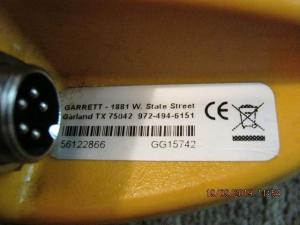 GARRETT - 1881 W. State Street
Garland TX 75042 972-494-6151
CE
56122866 GG15742